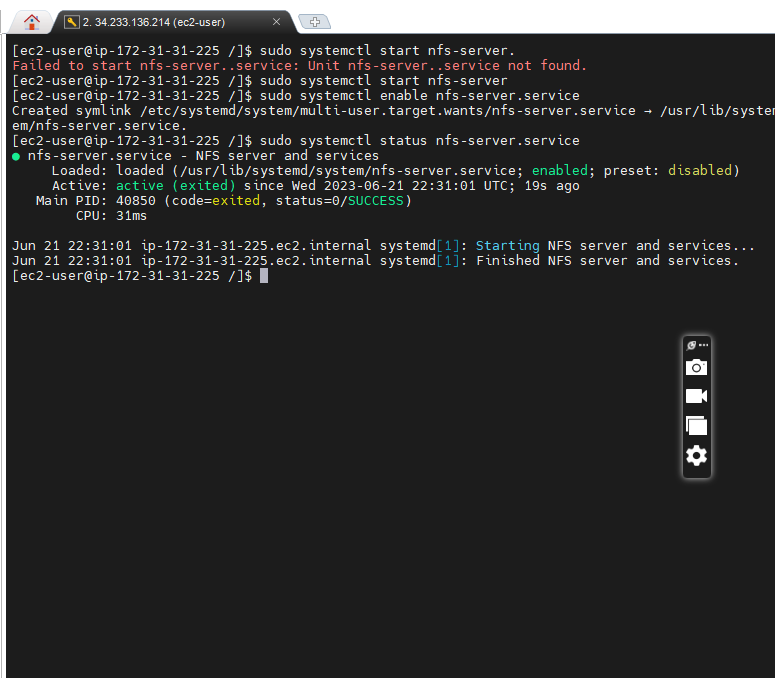 2. 34.233.136.214 (ec2-user)
[ec2-user@ip-172-31-31-225 /]$ sudo systemctl start nfs-server.
Failed to start nfs-server..service: Unit nfs-server..service not found.
[ec2-user@ip-172-31-31-225 /]$ sudo systemctl start nfs-server
[ec2-user@ip-172-31-31-225 /]$ sudo systemctl enable nfs-server.service
Created symlink /etc/systemd/system/multi-user.target.wants/nfs-server.service → /usr/lib/system
em/nfs-server.service.
[ec2-user@ip-172-31-31-225 /]$ sudo systemctl status nfs-server.service
● nfs-server.service - NFS server and services
     Loaded: loaded (/usr/lib/systemd/system/nfs-server.service; enabled; preset: disabled)
     Active: active (exited) since Wed 2023-06-21 22:31:01 UTC; 19s ago
   Main PID: 40850 (code=exited, status=0/SUCCESS)
        CPU: 31ms
Jun 21 22:31:01 ip-172-31-31-225.ec2.internal systemd[1]: Starting NFS server and services...
Jun 21 22:31:01 ip-172-31-31-225.ec2.internal systemd[1]: Finished NFS server and services.
[ec2-user@ip-172-31-31-225 /]$